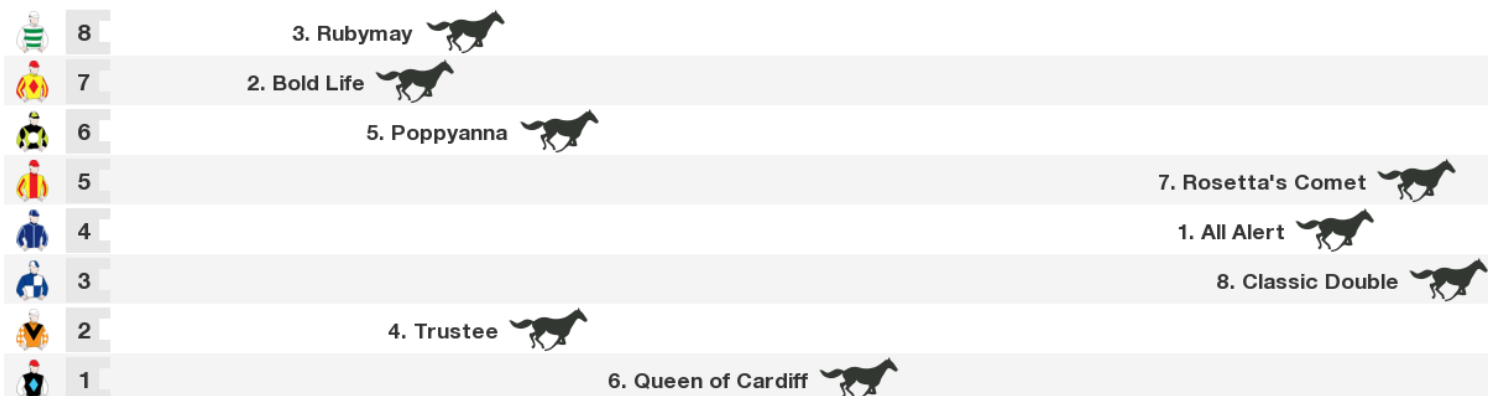 8 3. Rubymay
7 2. Bold Life
6 5. Poppyanna
5 7. Rosetta's Comet
4 1. All Alert
3 8. Classic Double
2 4. Trustee
1 6. Queen of Cardiff